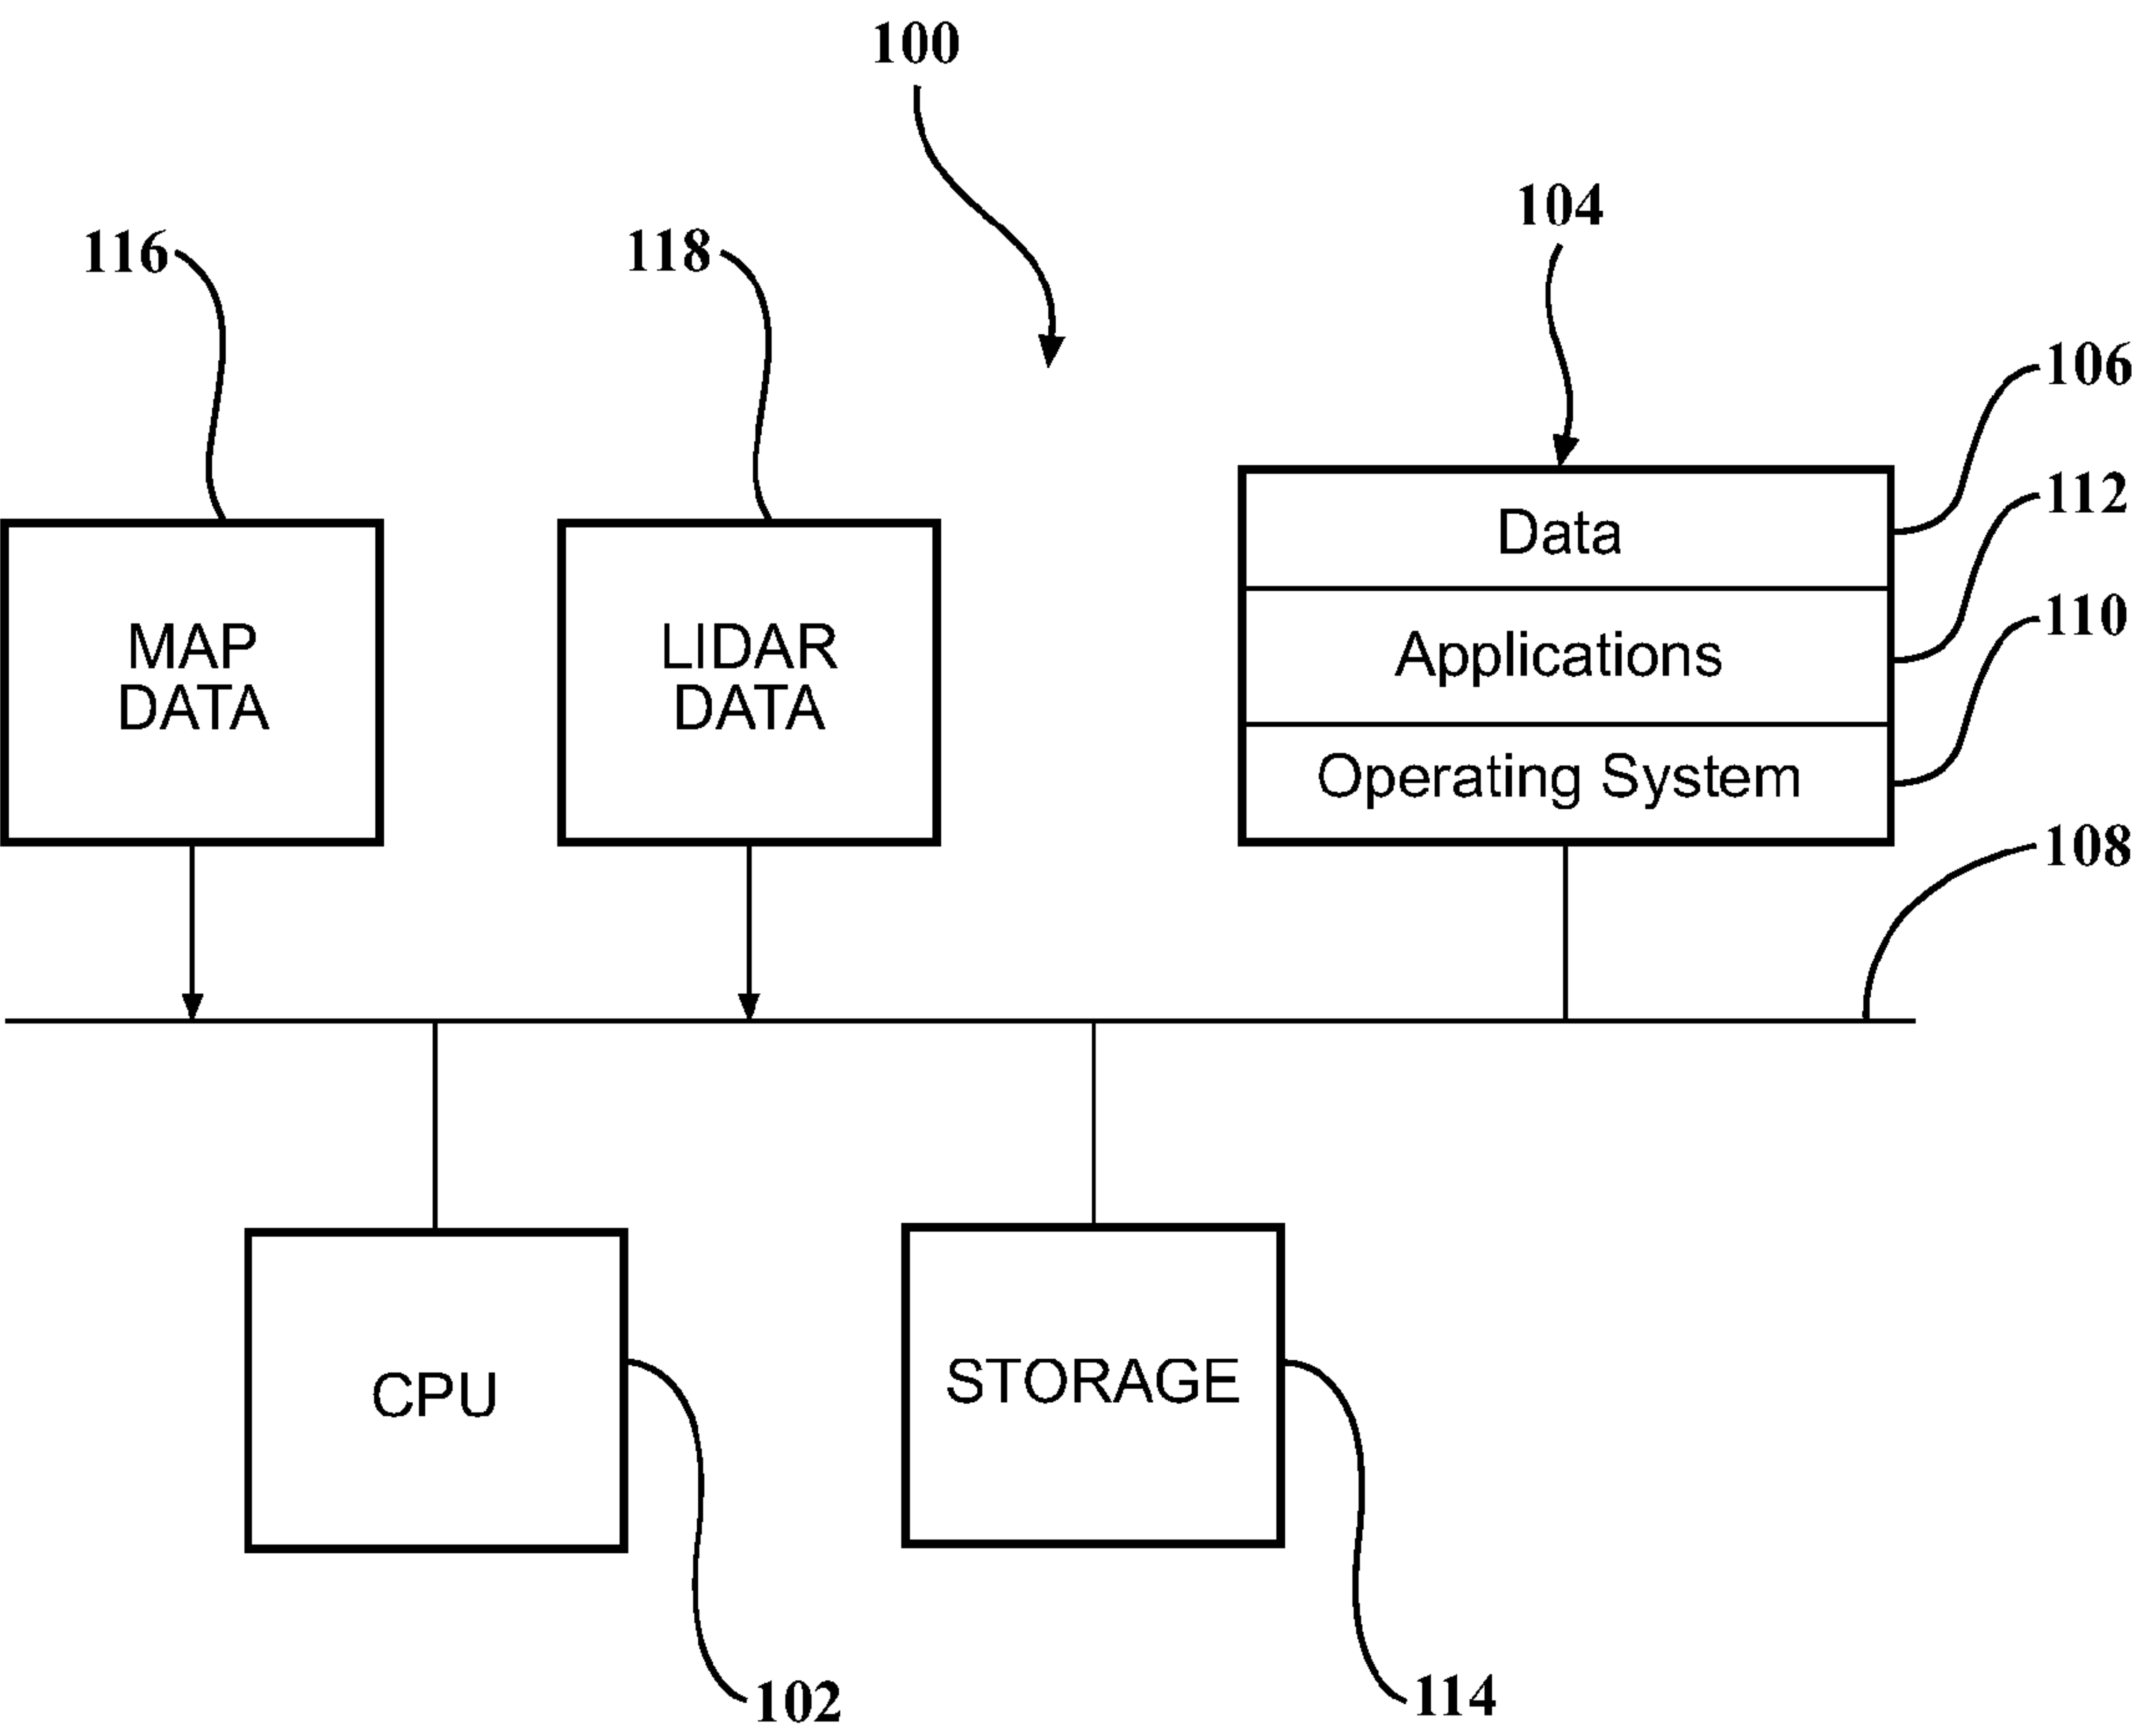 100
104
116
118
106
112
110
108
MAP
DATA
LIDAR
DATA
Data
Applications
Operating System
CPU
STORAGE
102
114